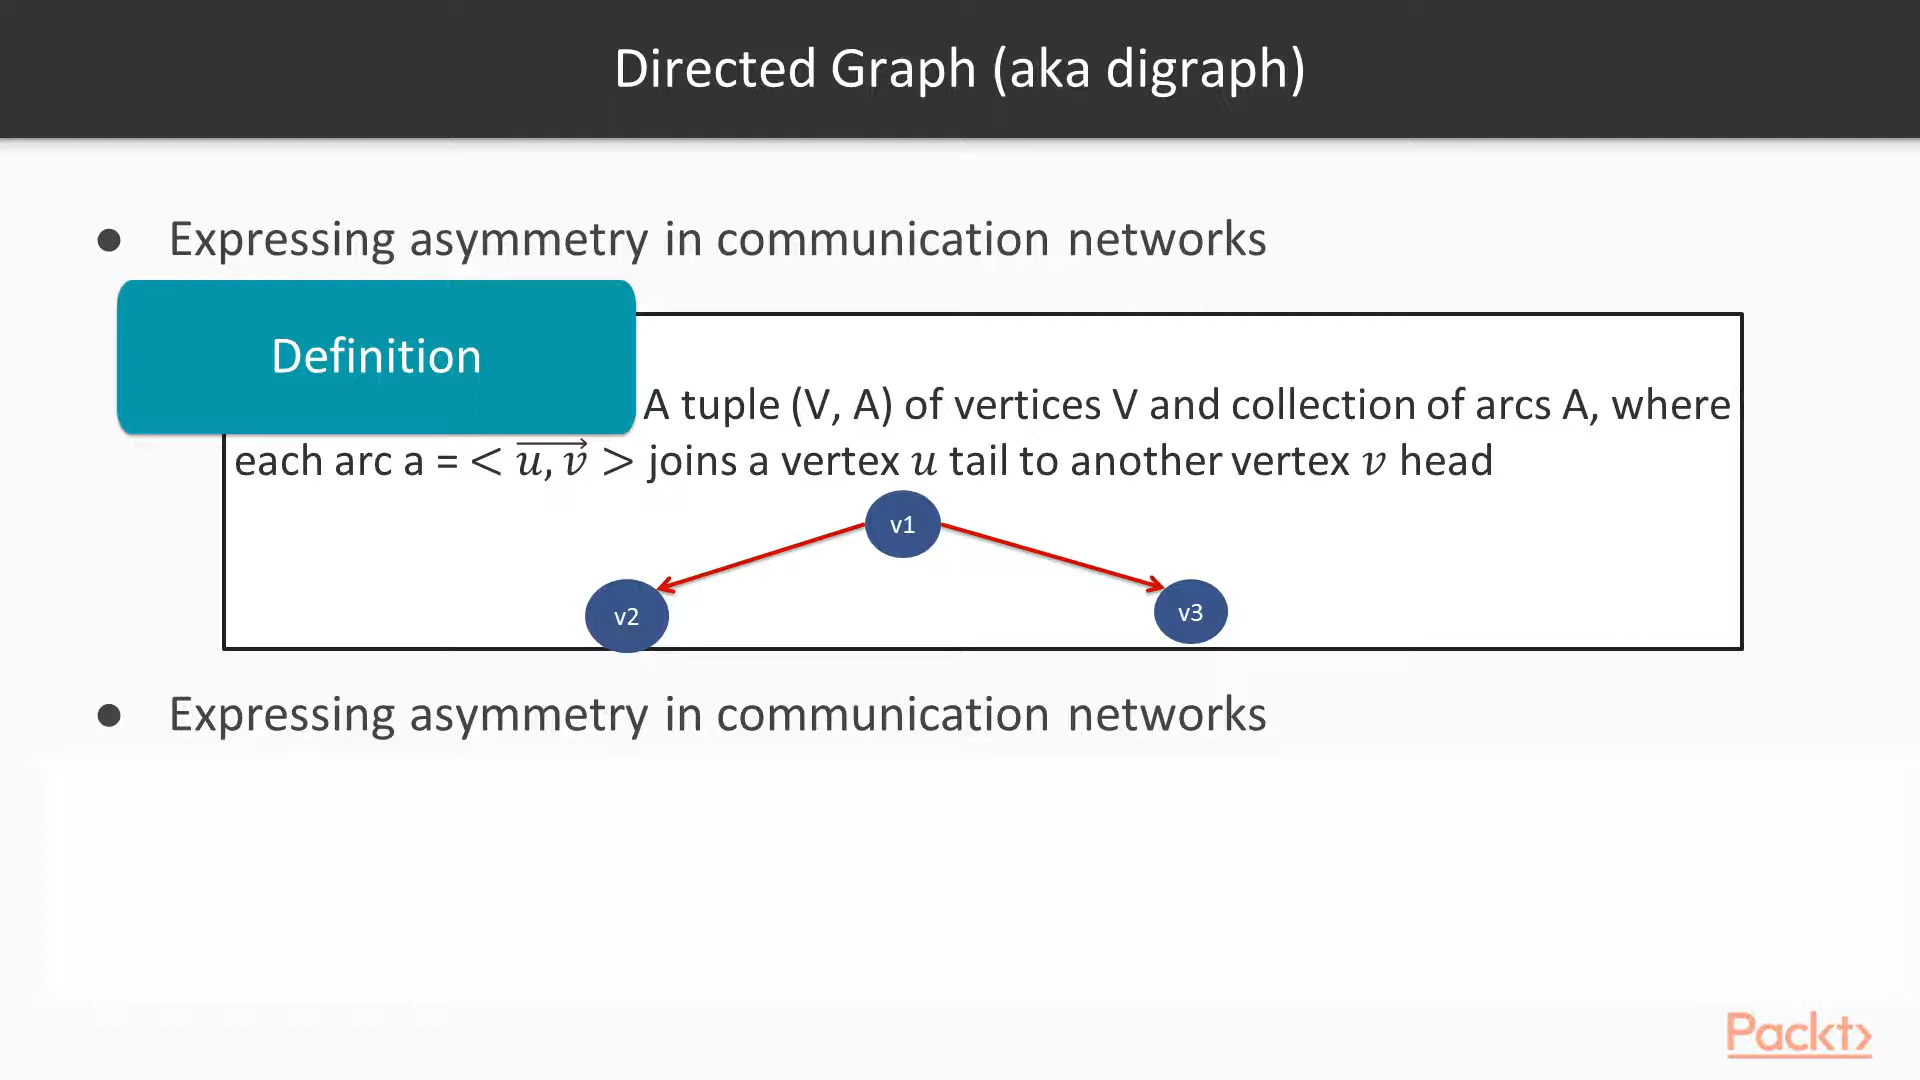 Directed Graph (aka digraph)
● Expressing asymmetry in communication networks
Definition
A tuple (V, A) of vertices V and collection of arcs A, where
each arc a = < \overrightarrow{u, v} > joins a vertex u tail to another vertex v head
v1
v2
v3
● Expressing asymmetry in communication networks
Packt>